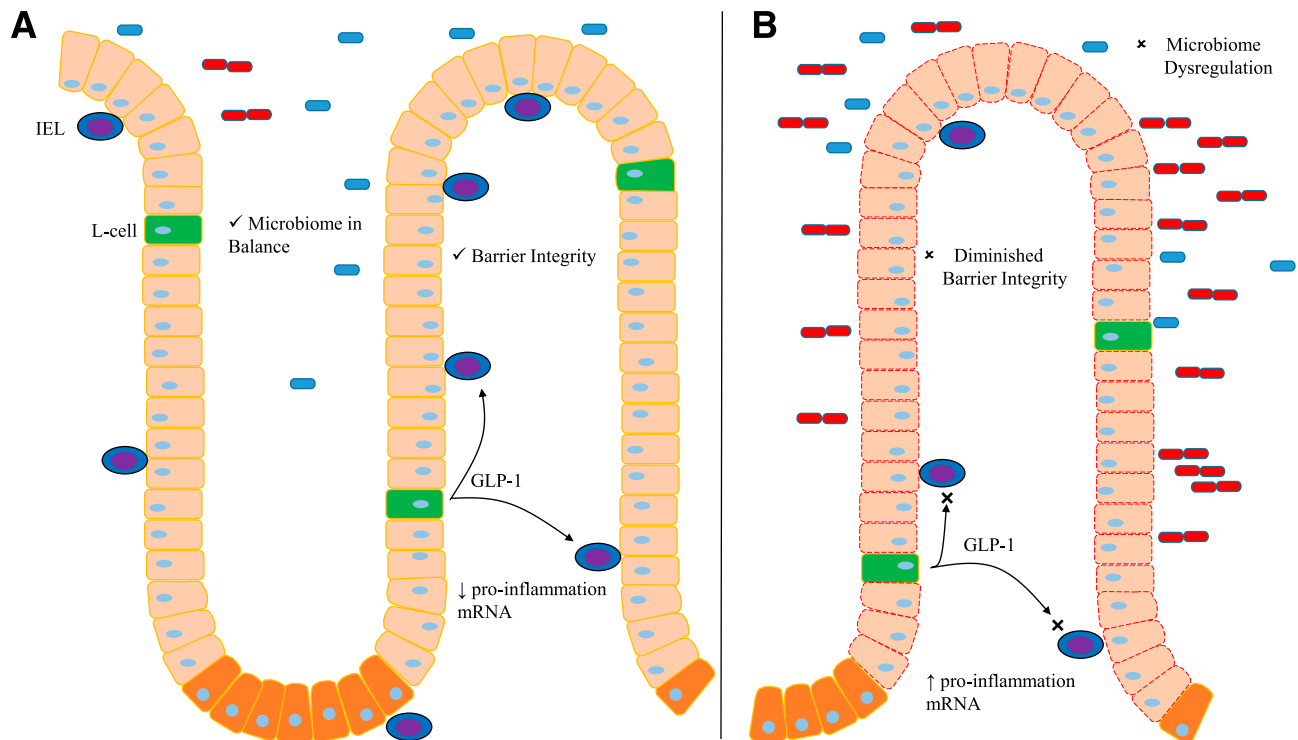 A
IEL
L-cell
✓ Microbiome in
Balance
✓ Barrier Integrity
GLP-1
↓ pro-inflammation
mRNA
B
× Microbiome
Dysregulation
× Diminished
Barrier Integrity
GLP-1
↑ pro-inflammation
mRNA